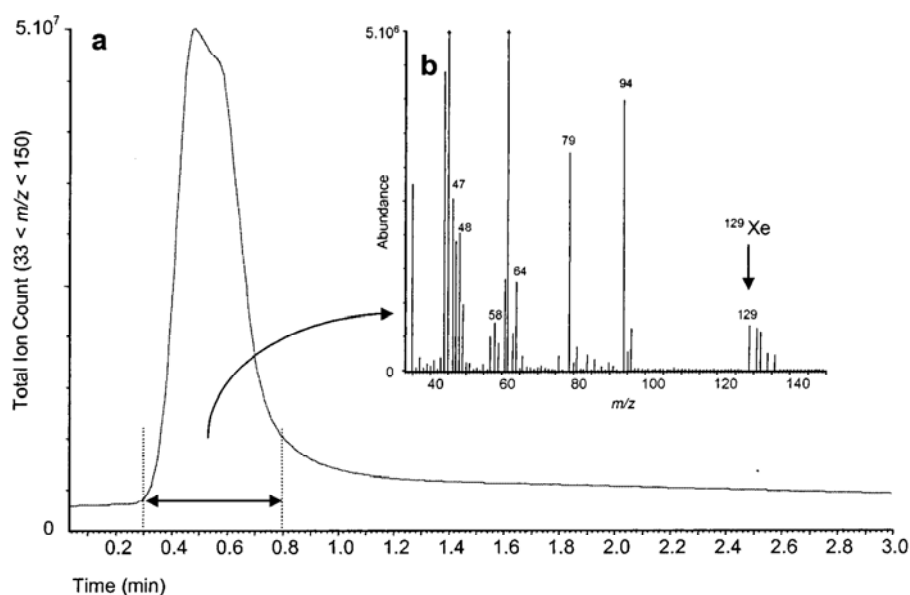 5.10⁷
a
Total Ion Count (33 < m/z < 150)
0
0.2 0.4 0.6 0.8 1.0 1.2 1.4 1.6 1.8 2.0 2.2 2.4 2.6 2.8 3.0
Time (min)
b
5.10⁶
Abundance
0
47
48
58
64
79
94
¹²⁹Xe
129
40 60 80 100 120 140
m/z